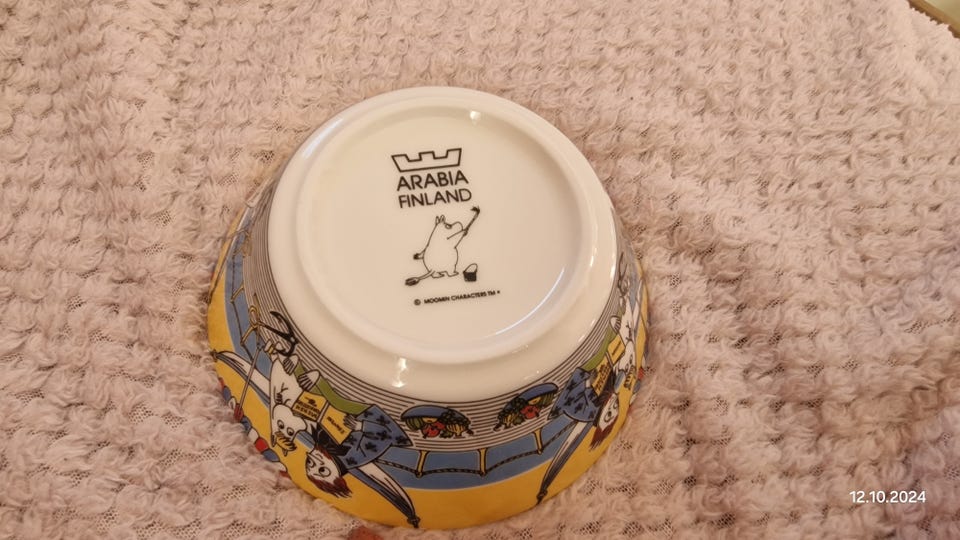 ARABIA
FINLAND
© MOOMIN CHARACTERS TM
12.10.2024